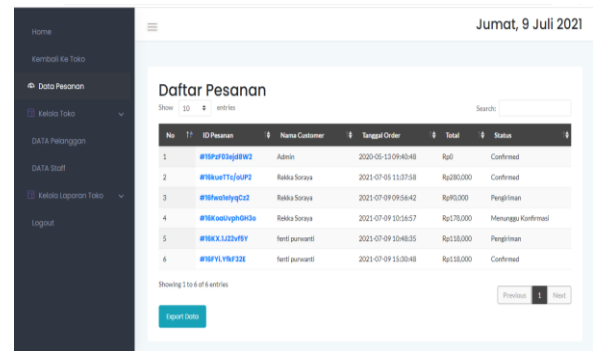 Jumat, 9 Juli 2021
Home
Kembali Ke Toko
Data Pesanan
Kelola Toko
DATA Pelanggan
DATA Staff
Kelola Laporan Toko
Logout
Daftar Pesanan
Show 10 entries
Search:
No ID Pesanan Nama Customer Tanggal Order Total Status
1 Admin 2020-05-13 09:40:48 Rp0 Confirmed
2 #16kueTTs/oUP2 Rekka Soraya 2021-07-05 11:37:58 Rp280,000 Confirmed
3 Rekka Soraya 2021-07-09 09:56:42 Rp90,000 Pengiriman
4 Rekka Soraya 2021-07-09 10:16:57 Rp178,000 Menunggu Konfirmasi
5 fenti purwanti 2021-07-09 10:48:35 Rp118,000 Pengiriman
6 fenti purwanti 2021-07-09 15:30:48 Rp118,000 Confirmed
Showing 1 to 6 of 6 entries
Previous 1 Next
Export Data